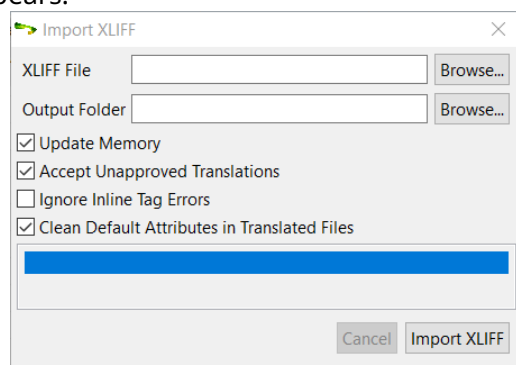 Import XLIFF
XLIFF File Browse...
Output Folder Browse...
Update Memory
Accept Unapproved Translations
Ignore Inline Tag Errors
Clean Default Attributes in Translated Files
Cancel Import XLIFF